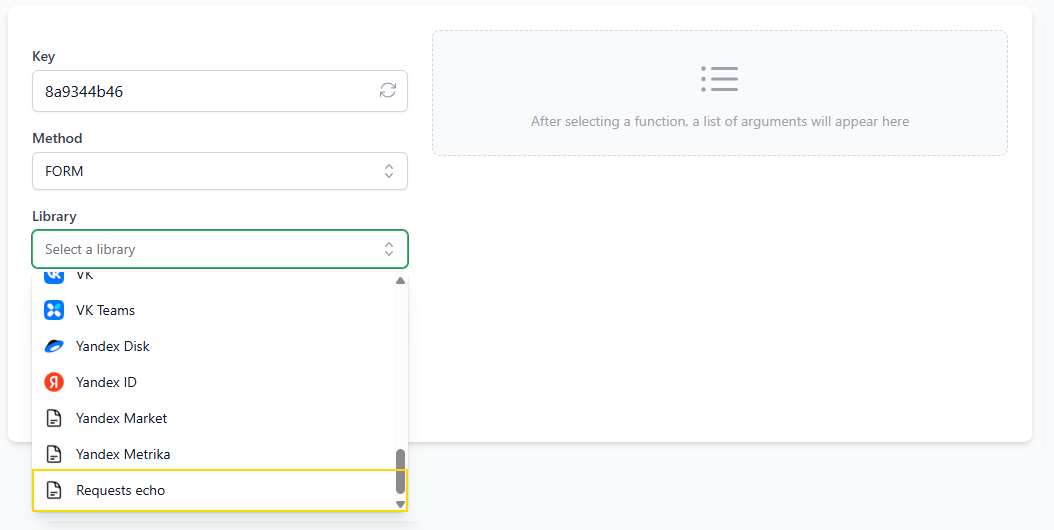 Key
8a9344b46
Method
FORM
Library
Select a library
VK
VK Teams
Yandex Disk
Yandex ID
Yandex Market
Yandex Metrika
Requests echo
After selecting a function, a list of arguments will appear here